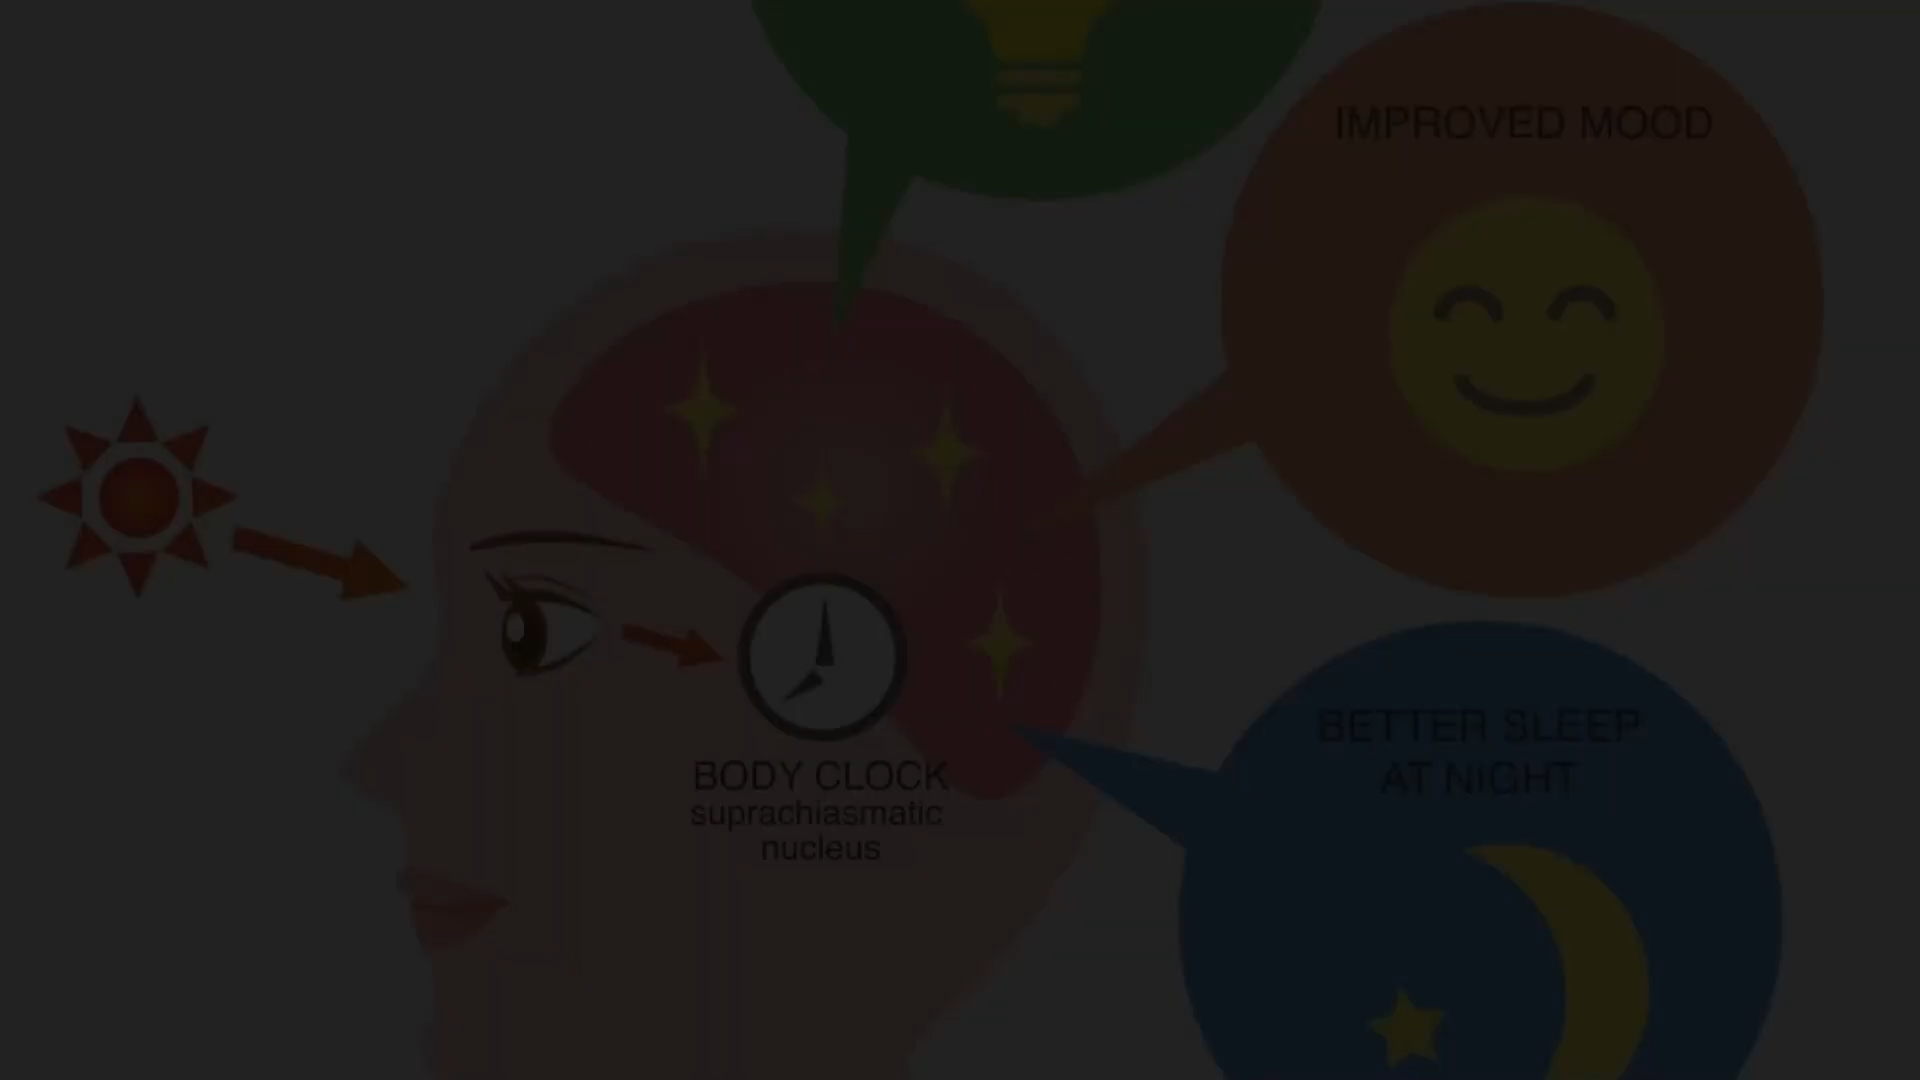 IMPROVED MOOD
BETTER SLEEP
AT NIGHT
BODY CLOCK
suprachiasmatic
nucleus